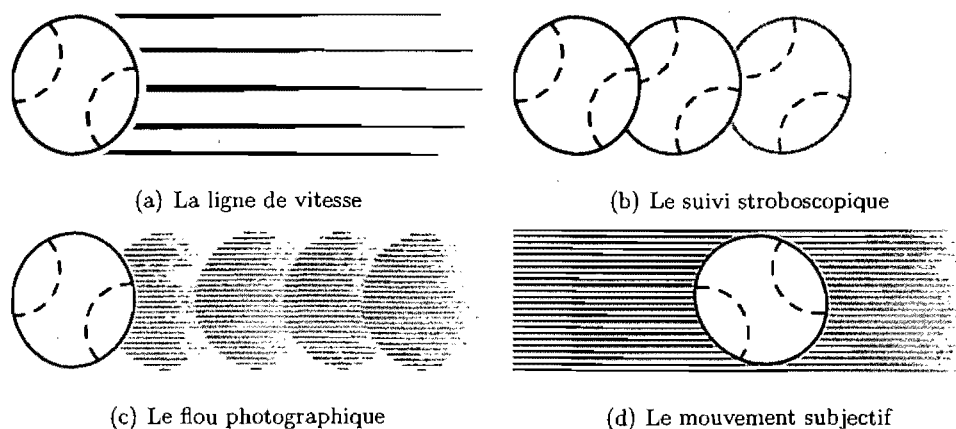 (a) La ligne de vitesse
(b) Le suivi stroboscopique
(c) Le flou photographique
(d) Le mouvement subjectif